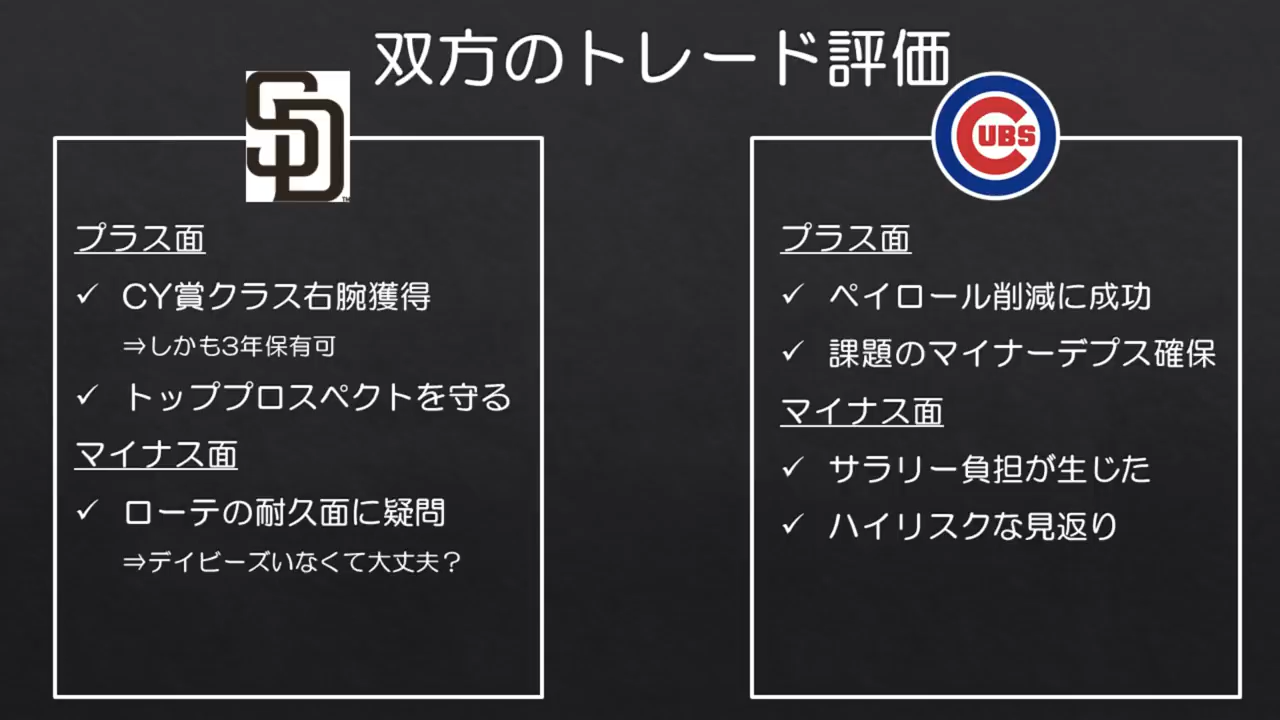 双方のトレード評価
SD
TM
プラス面
✓ CY賞クラス右腕獲得
⇒しかも3年保有可
✓ トッププロスペクトを守る
マイナス面
✓ ローテの耐久面に疑問
⇒デイビーズいなくて大丈夫？
CUBS
プラス面
✓ ペイロール削減に成功
✓ 課題のマイナーデプス確保
マイナス面
✓ サラリー負担が生じた
✓ ハイリスクな見返り